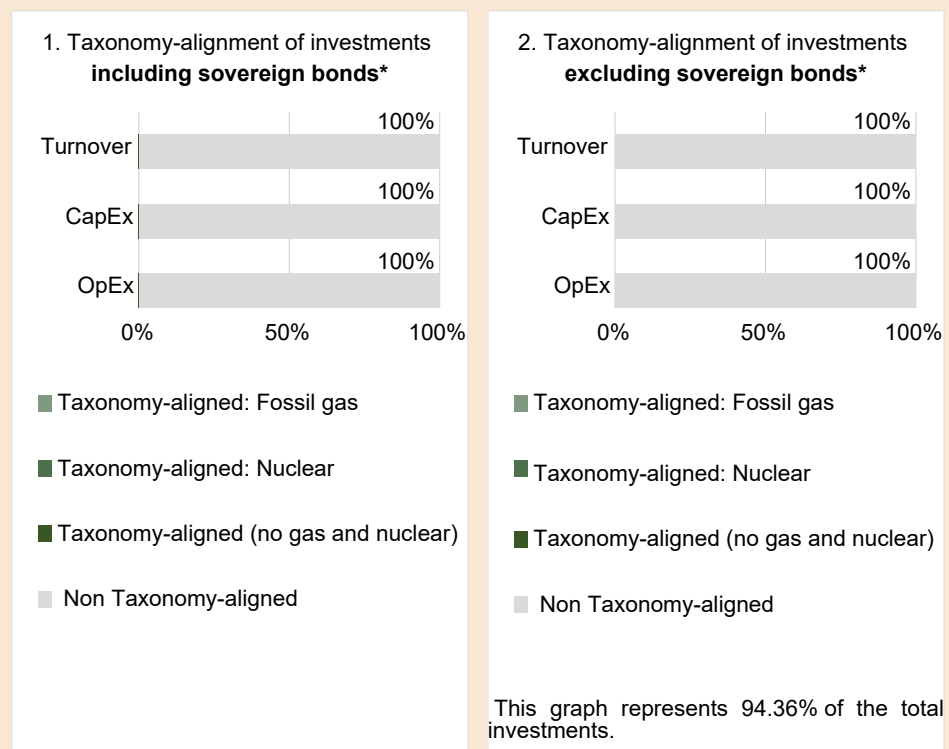 1. Taxonomy-alignment of investments
including sovereign bonds*
100%
Turnover
100%
CapEx
100%
OpEx
0% 50% 100%
Taxonomy-aligned: Fossil gas
Taxonomy-aligned: Nuclear
Taxonomy-aligned (no gas and nuclear)
Non Taxonomy-aligned
2. Taxonomy-alignment of investments
excluding sovereign bonds*
100%
Turnover
100%
CapEx
100%
OpEx
0% 50% 100%
Taxonomy-aligned: Fossil gas
Taxonomy-aligned: Nuclear
Taxonomy-aligned (no gas and nuclear)
Non Taxonomy-aligned
This graph represents 94.36% of the total
investments.